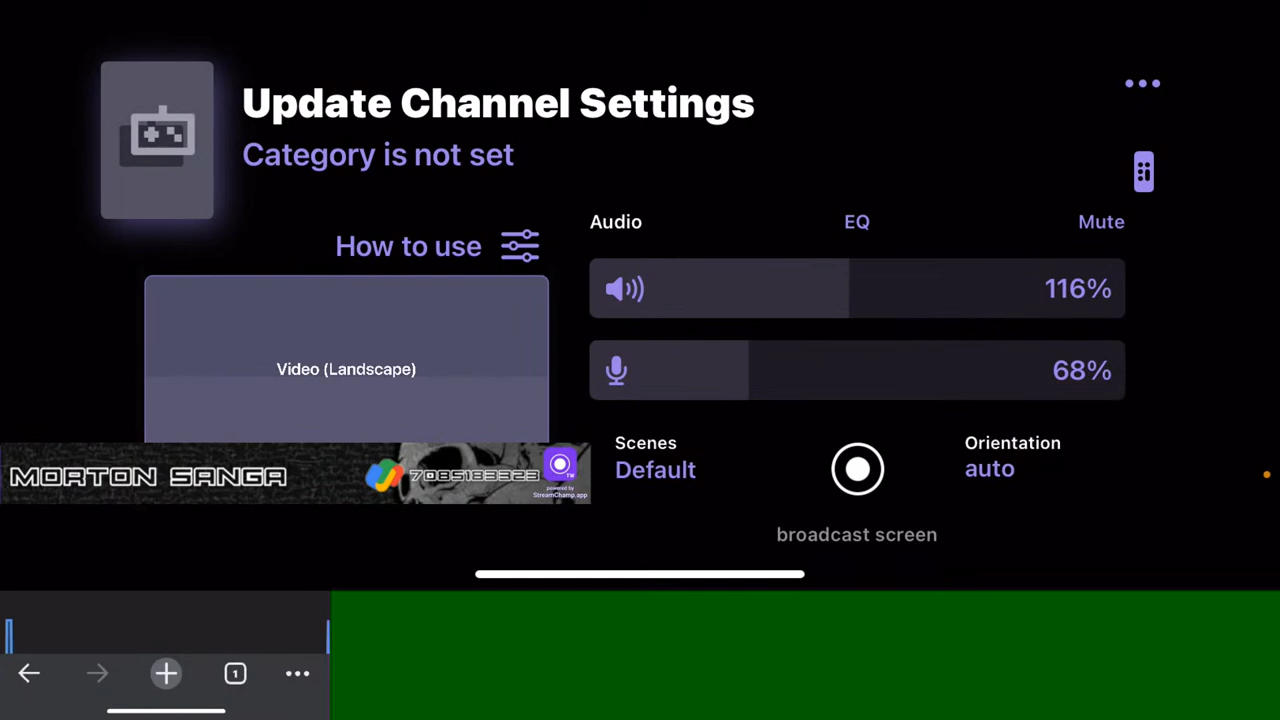 Update Channel Settings
Category is not set
How to use
Video (Landscape)
Audio
EQ
Mute
116%
68%
MORTON SANGA
7085183323
TM
powered by
StreamChamp.app
Scenes
Default
Orientation
auto
broadcast screen
1